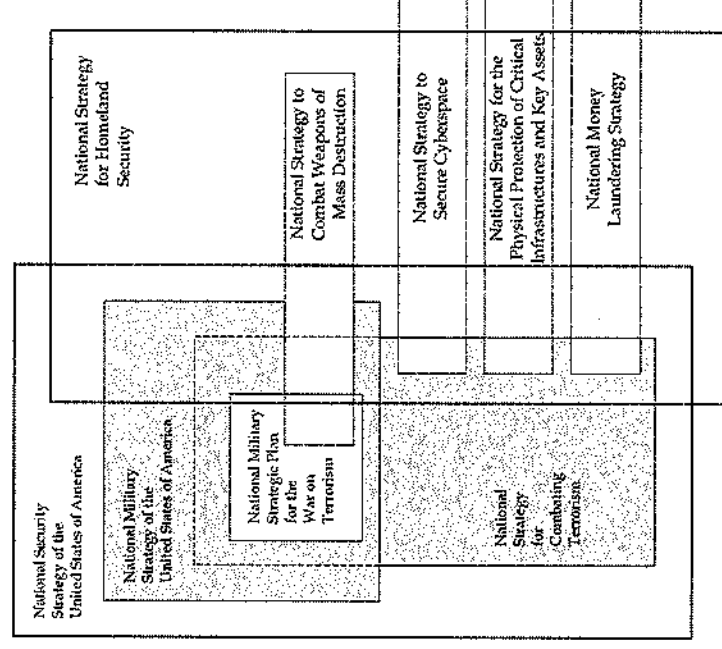 National Security
Strategy of the
United States of America
National Military
Strategy of the
United States of America
National Military
Strategic Plan
for the
War on
Terrorism
National
Strategy
for
Combating
Terrorism
National Strategy
for Homeland
Security
National Strategy to
Combat Weapons of
Mass Destruction
National Strategy to
Secure Cyberspace
National Strategy for the
Physical Protection of Critical
Infrastructures and Key Assets
National Money
Laundering Strategy